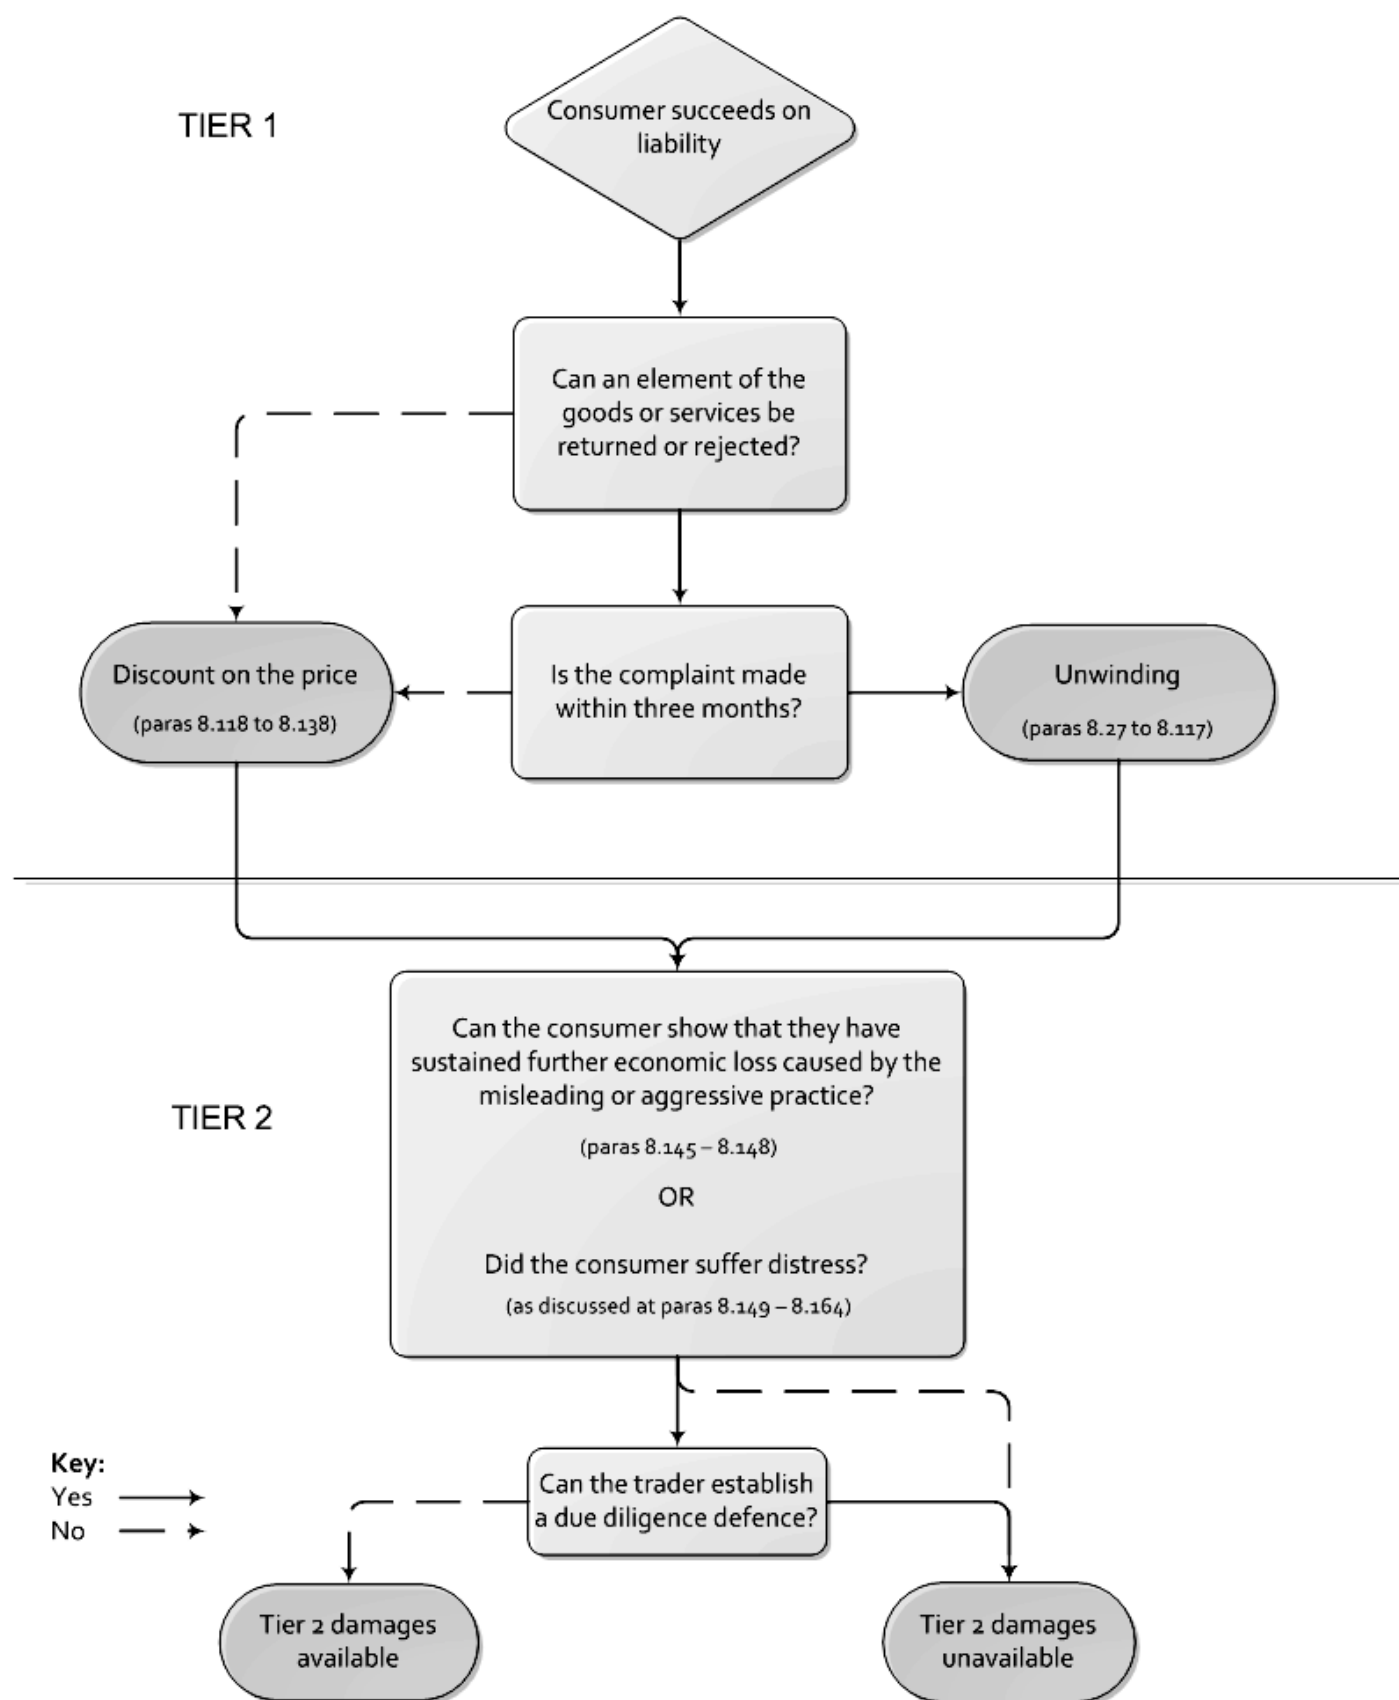 TIER 1
Consumer succeeds on
liability
Can an element of the
goods or services be
returned or rejected?
Discount on the price
(paras 8.118 to 8.138)
Is the complaint made
within three months?
Unwinding
(paras 8.27 to 8.117)
TIER 2
Can the consumer show that they have
sustained further economic loss caused by the
misleading or aggressive practice?
(paras 8.145 – 8.148)
OR
Did the consumer suffer distress?
(as discussed at paras 8.149 – 8.164)
Key:
Yes
No
Can the trader establish
a due diligence defence?
Tier 2 damages
available
Tier 2 damages
unavailable